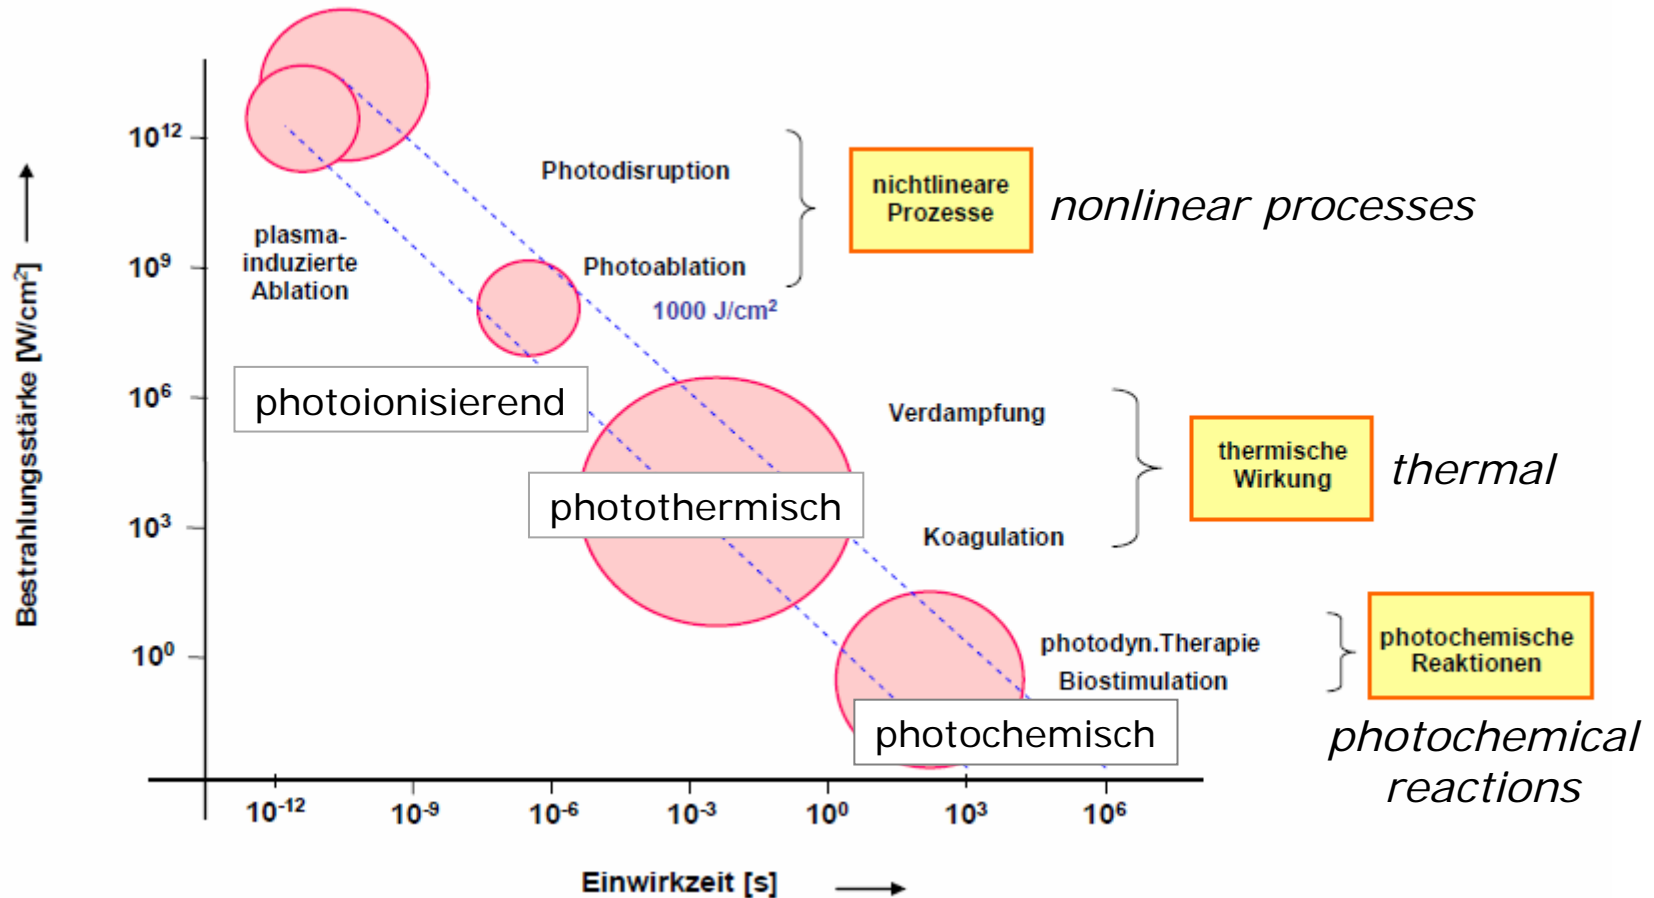 Bestrahlungsstärke [W/cm²]
10¹²
10⁹
10⁶
10³
10⁰
Photodisruption
plasma-
induzierte
Ablation
Photoablation
1000 J/cm²
nichtlineare
Prozesse
nonlinear processes
photoionisierend
Verdampfung
photothermisch
Koagulation
thermische
Wirkung
thermal
photodyn.Therapie
Biostimulation
photochemisch
photochemische
Reaktionen
photochemical
reactions
10⁻¹²
10⁻⁹
10⁻⁶
10⁻³
10⁰
10³
10⁶
Einwirkzeit [s]